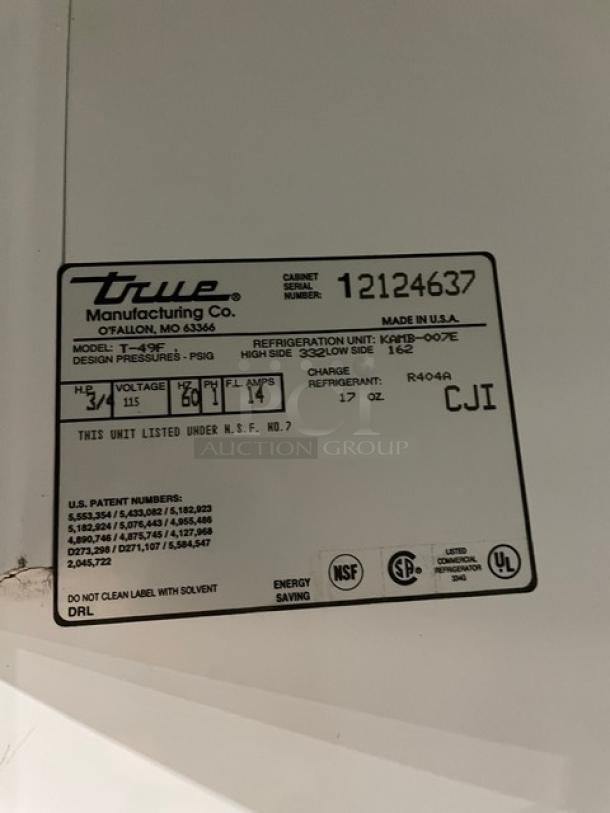 true®
Manufacturing Co.
O'FALLON, MO 63366
CABINET SERIAL NUMBER: 12124637
MADE IN U.S.A.
MODEL: T-49F
REFRIGERATION UNIT: KAMB-007E
DESIGN PRESSURES - PSIG HIGH SIDE 332 LOW SIDE 162
H.P. 3/4 VOLTAGE 115 HZ 60 PH 1 F.L. AMPS 14
CHARGE REFRIGERANT: R404A
17 OZ
CJI
THIS UNIT LISTED UNDER N.S.F. NO.7
PCI
AUCTION GROUP
U.S. PATENT NUMBERS:
5,553,354 / 5,433,082 / 5,182,923
5,182,924 / 5,076,443 / 4,955,486
4,890,746 / 4,875,745 / 4,127,968
D273,298 / D271,107 / 5,584,547
2,045,722
DO NOT CLEAN LABEL WITH SOLVENT
DRL
ENERGY SAVING
NSF
SA®
LISTED
COMMERCIAL
REFRIGERATOR
334G
UL